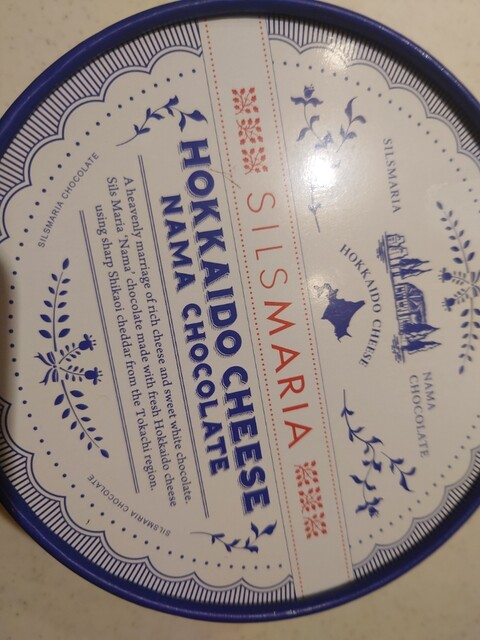 SILSMARIA
NAMA
CHOCOLATE
HOKKAIDO CHEESE
SILSMARIA
HOKKAIDO CHEESE
NAMA CHOCOLATE
A heavenly marriage of rich cheese and sweet white chocolate.
Sils Maria 'Nama' chocolate made with fresh Hokkaido cheese
using sharp Shikaoi cheddar from the Tokachi region.
SILSMARIA CHOCOLATE
SILSMARIA CHOCOLATE